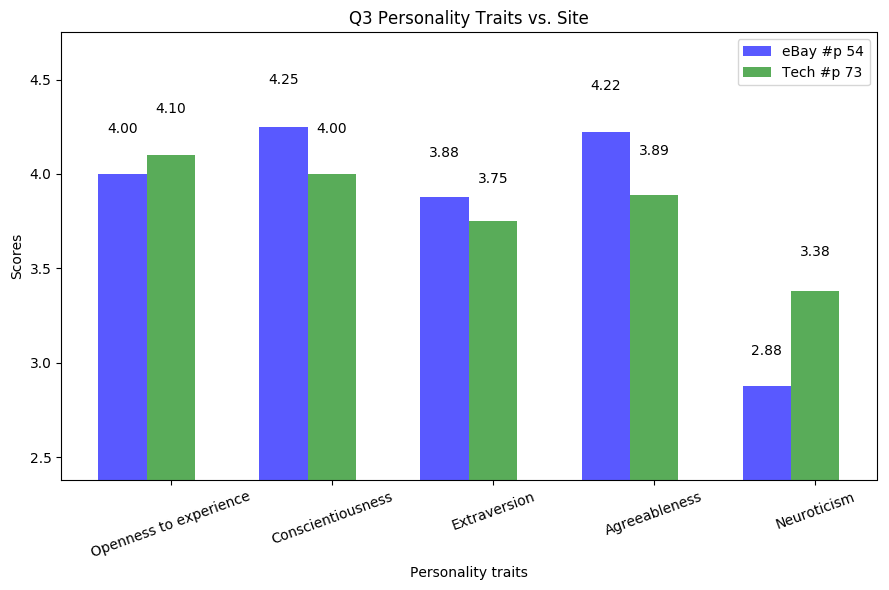 Q3 Personality Traits vs. Site
eBay #p 54
Tech #p 73
4.5
4.0
3.5
3.0
2.5
Scores
4.00
4.10
4.25
4.00
3.88
3.75
4.22
3.89
2.88
3.38
Openness to experience
Conscientiousness
Extraversion
Agreeableness
Neuroticism
Personality traits